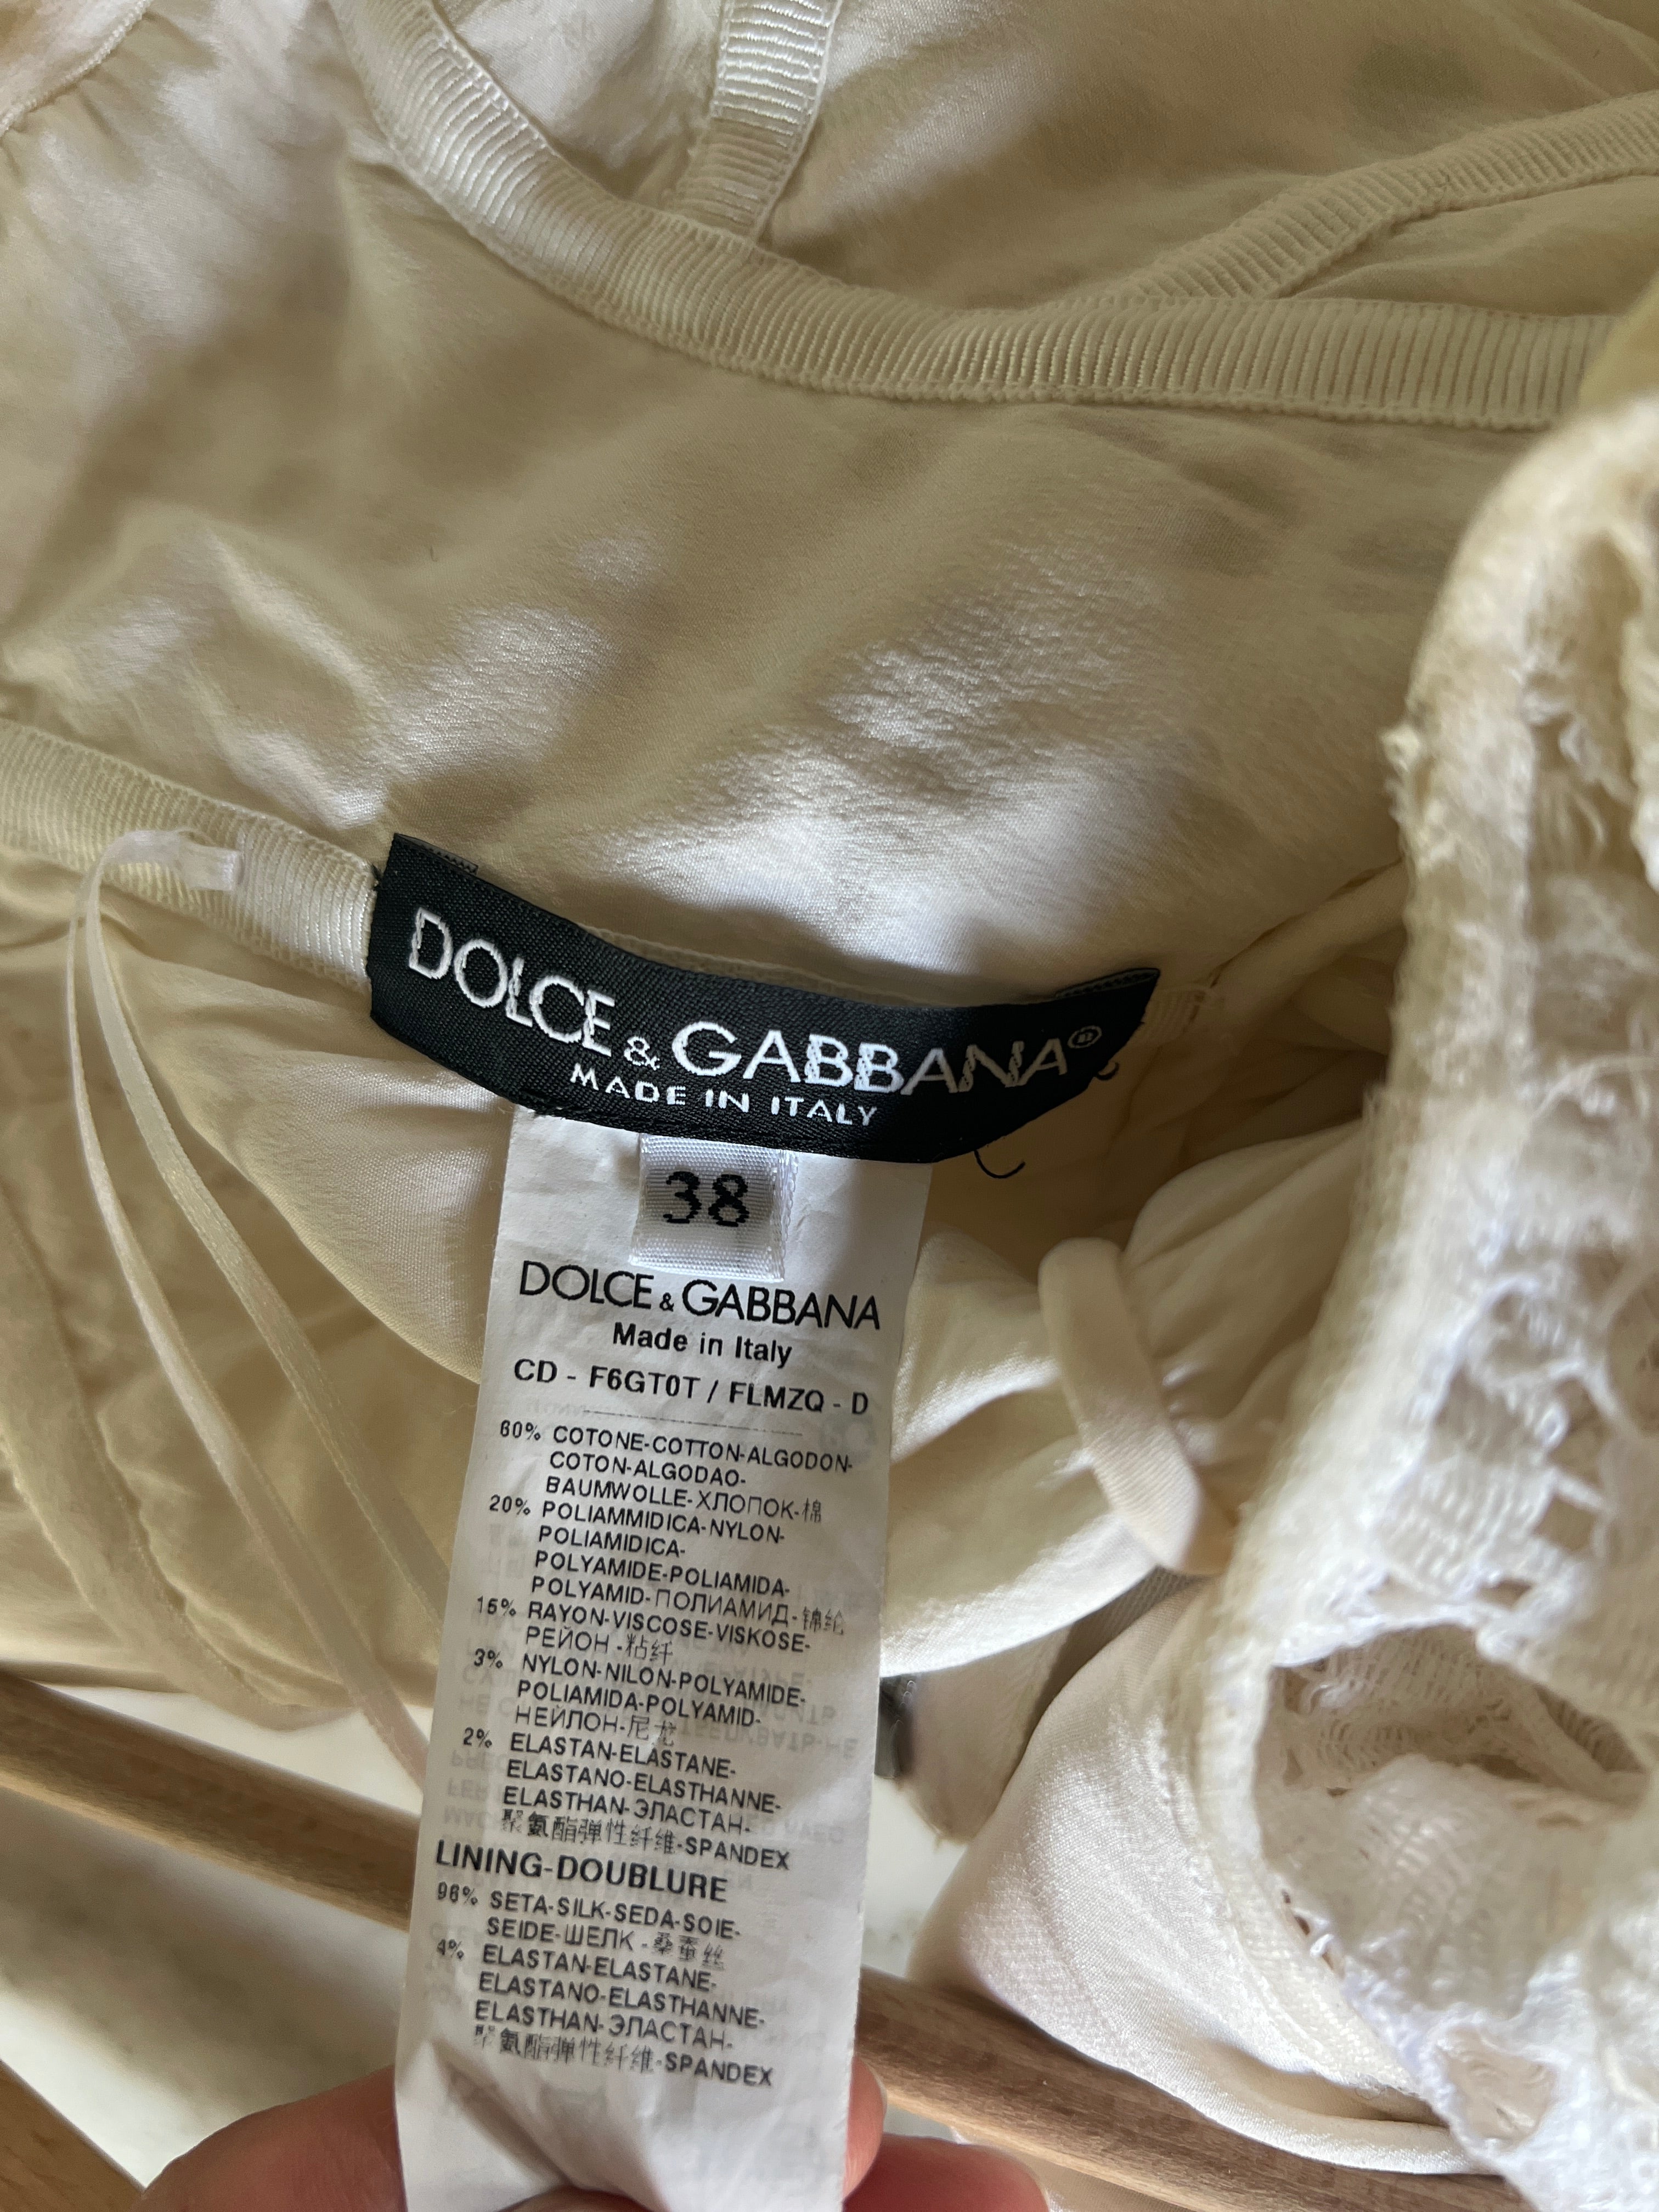 DOLCE & GABBANA®
MADE IN ITALY
38
DOLCE & GABBANA
Made in Italy
CD - F6GT0T / FLMZQ - D
60% COTONE-COTTON-ALGODON-
COTON-ALGODAO-
BAUMWOLLE-ХЛОПОК-棉
20% POLIAMMIDICA-NYLON-
POLIAMIDICA-
POLYAMIDE-POLIAMIDA-
POLYAMID-ПОЛИАМИД-锦纶
15% RAYON-VISCOSE-VISKOSE-
РЕЙОН-粘纤
3% NYLON-NILON-POLYAMIDE-
POLIAMIDA-POLYAMID-
НЕЙЛОН-尼龙
2% ELASTAN-ELASTANE-
ELASTANO-ELASTHANNE-
ELASTHAN-ЭЛАСТАН-
聚氨酯弹性纤维-SPANDEX
LINING-DOUBLURE
96% SETA-SILK-SEDA-SOIE-
SEIDE-ШЕЛК-桑蚕丝
4% ELASTAN-ELASTANE-
ELASTANO-ELASTHANNE-
ELASTHAN-ЭЛАСТАН-
聚氨酯弹性纤维-SPANDEX